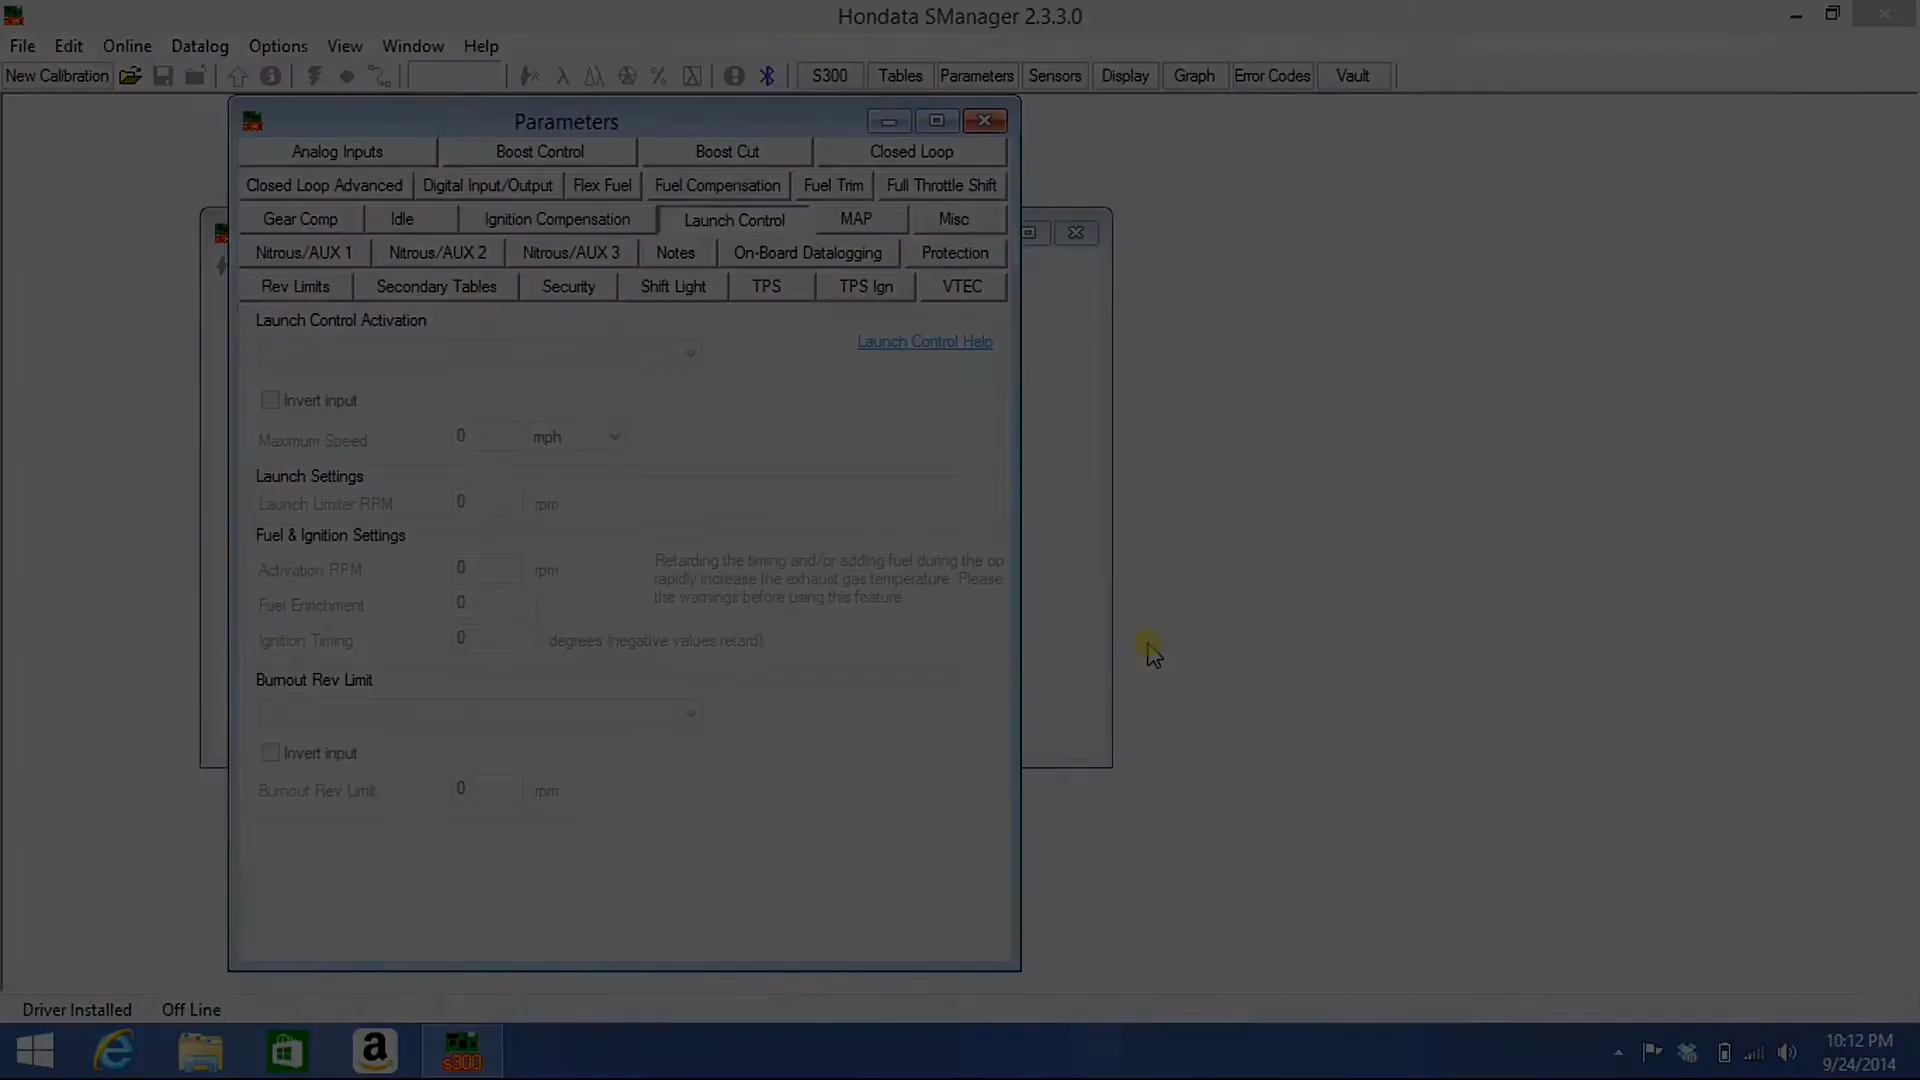 Hondata SManager 2.3.3.0
File Edit Online Datalog Options View Window Help
New Calibration S300 Tables Parameters Sensors Display Graph Error Codes Vault
Parameters
Analog Inputs Boost Control Boost Cut Closed Loop
Closed Loop Advanced Digital Input/Output Flex Fuel Fuel Compensation Fuel Trim Full Throttle Shift
Gear Comp Idle Ignition Compensation Launch Control MAP Misc
Nitrous/AUX 1 Nitrous/AUX 2 Nitrous/AUX 3 Notes On-Board Datalogging Protection
Rev Limits Secondary Tables Security Shift Light TPS TPS Ign VTEC
Launch Control Activation
Launch Control Help
Invert input
Maximum Speed 0 mph
Launch Settings
Launch Limiter RPM 0 rpm
Fuel & Ignition Settings
Activation RPM 0 rpm
Retarding the timing and/or adding fuel during the op
rapidly increase the exhaust gas temperature. Please
the warnings before using this feature.
Fuel Enrichment 0
Ignition Timing 0 degrees (negative values retard)
Burnout Rev Limit
Invert input
Burnout Rev Limit 0 rpm
Driver Installed Off Line
s300
10:12 PM
9/24/2014